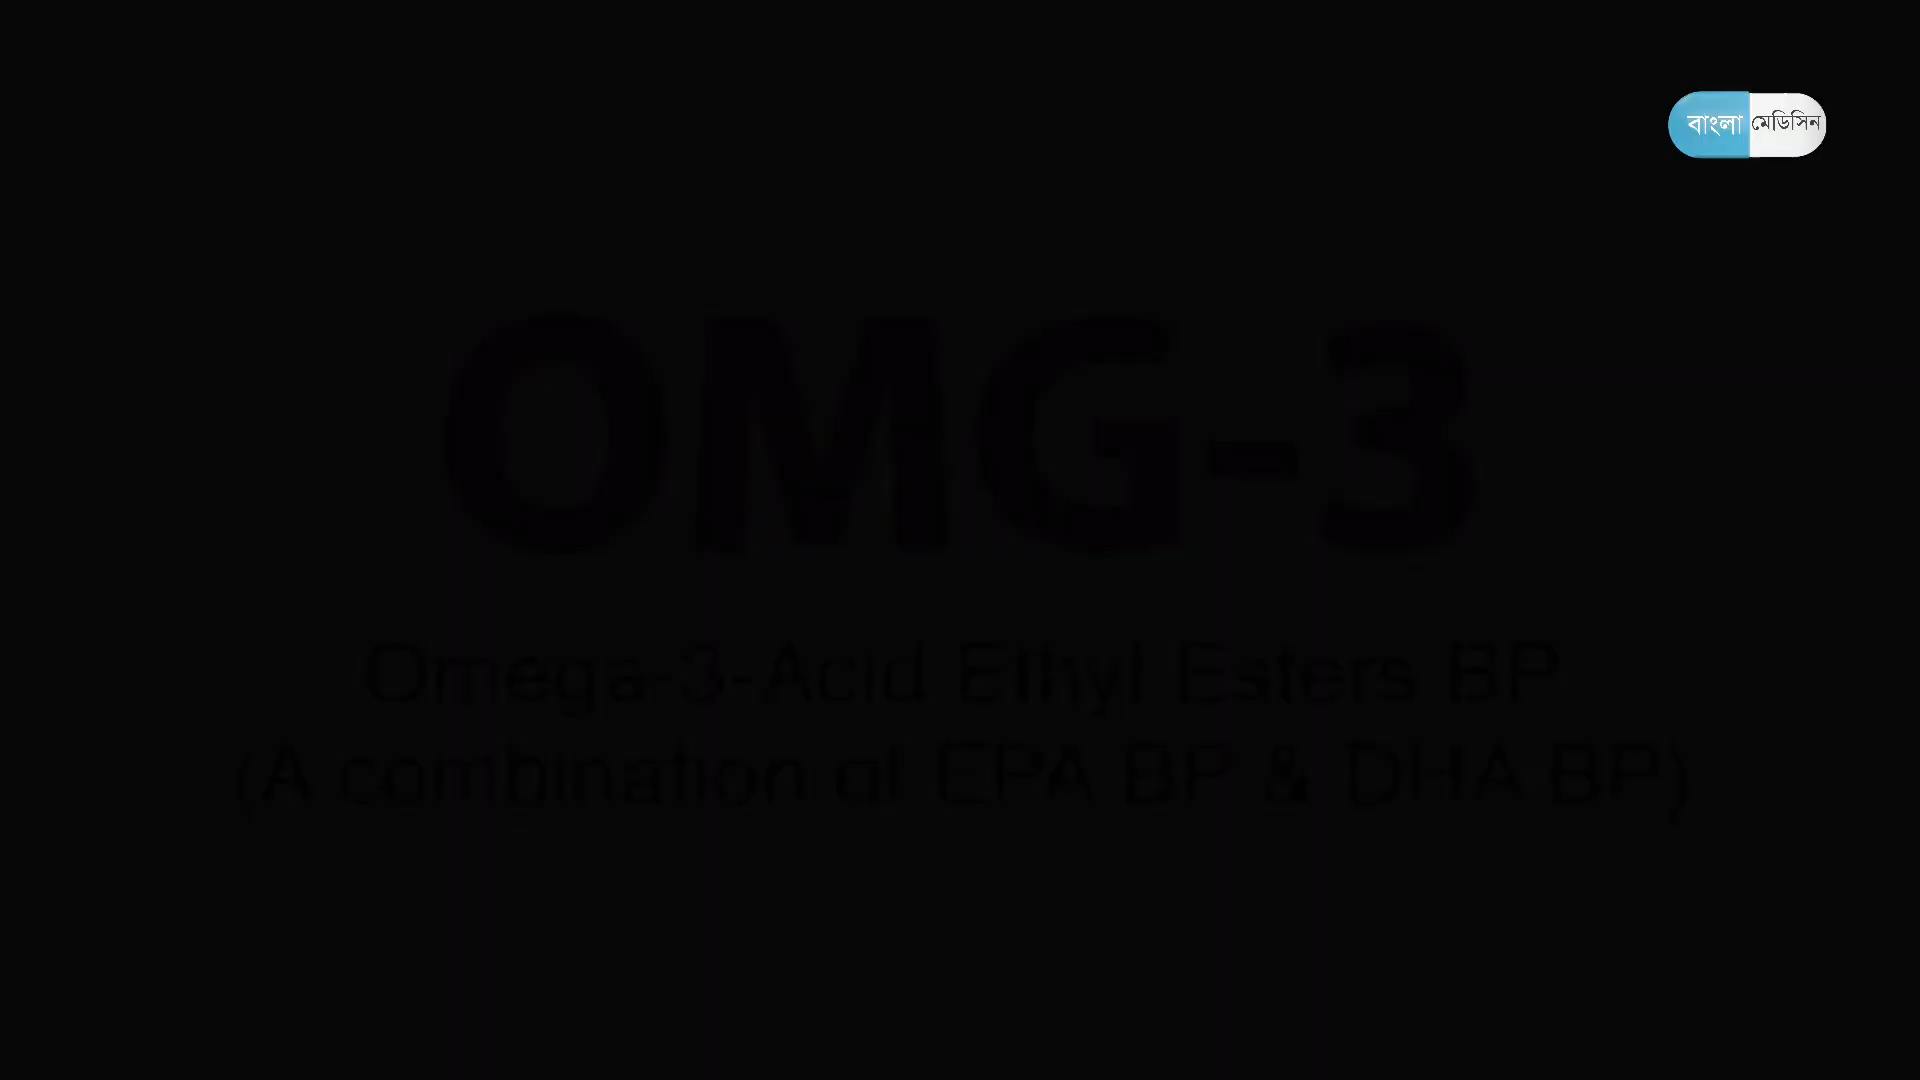 বাংলা মেডিসিন
OMG-3
Omega-3-Acid Ethyl Esters BP
(A combination of EPA BP & DHA BP)